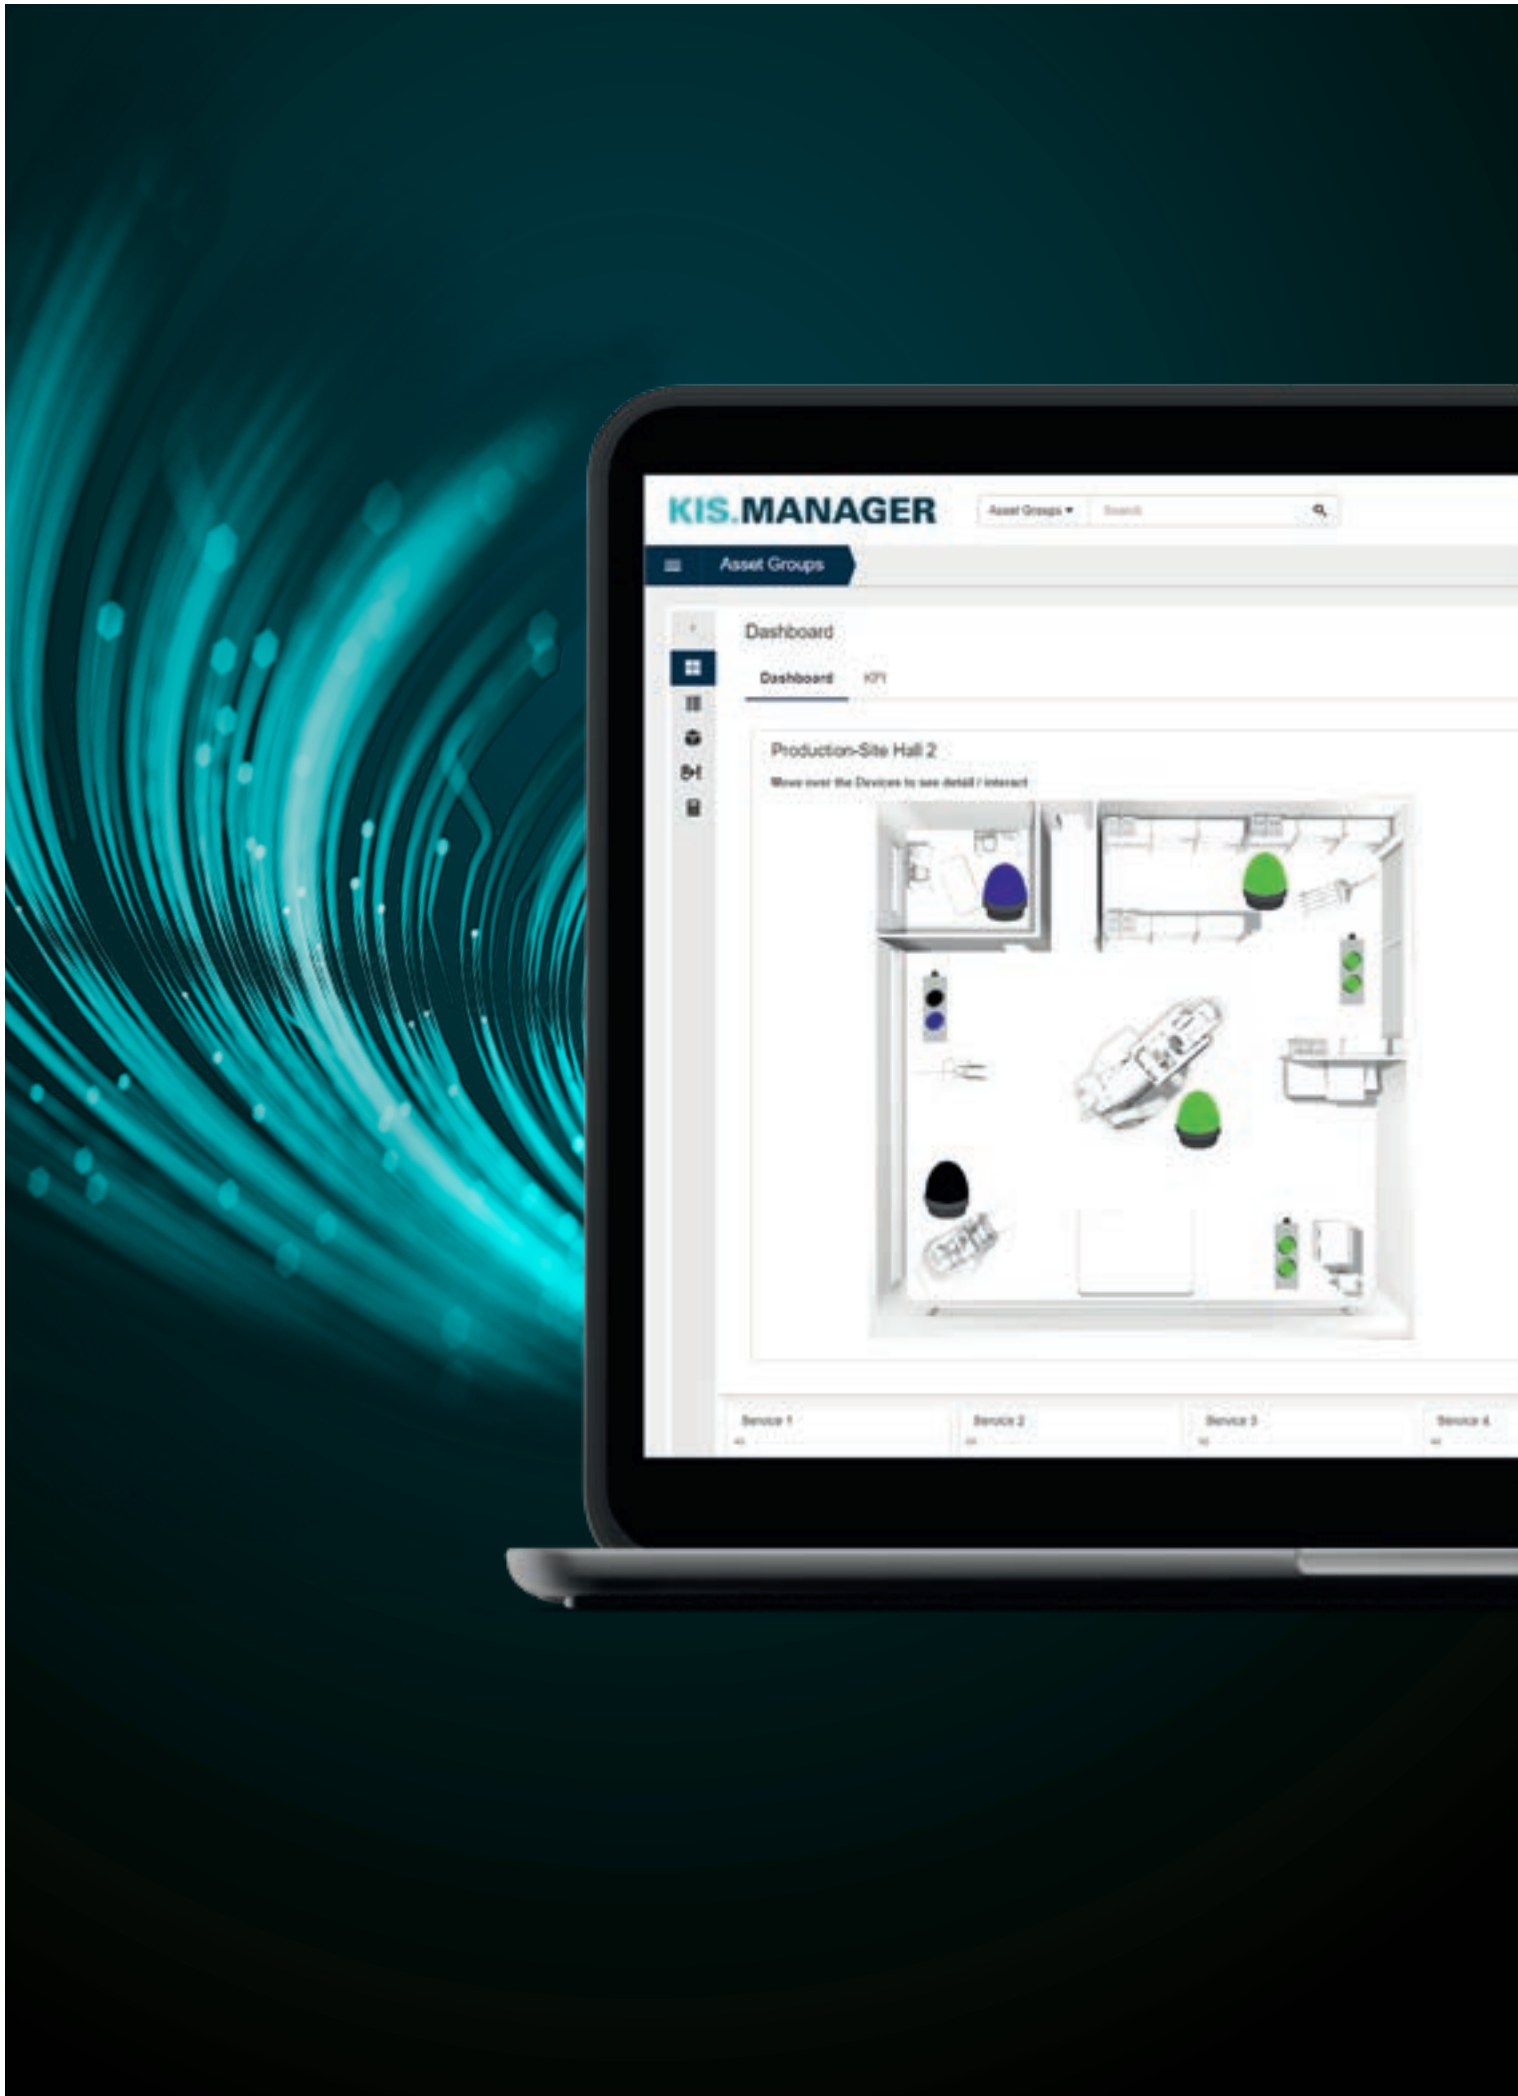 KIS.MANAGER
Asset Groups
Search
Asset Groups
Dashboard
Dashboard
KPI
Production-Site Hall 2
Move over the Devices to see detail / interact
Service 1
Service 2
Service 3
Service 4